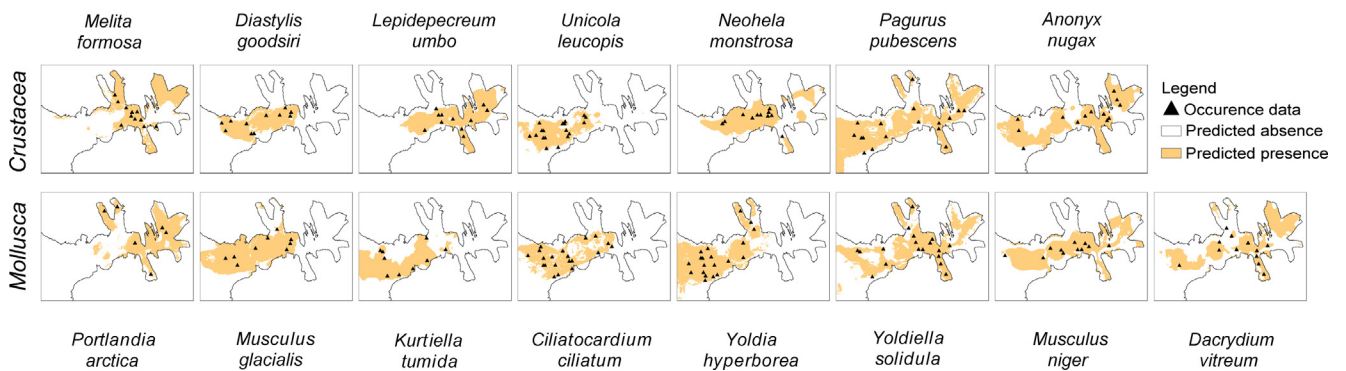 Melita
formosa
Diastylis
goodsiri
Lepidepecreum
umbo
Unicola
leucopis
Neohela
monstrosa
Pagurus
pubescens
Anonyx
nugax
Crustacea
Legend
Occurence data
Predicted absence
Predicted presence
Mollusca
Portlandia
arctica
Musculus
glacialis
Kurtiella
tumida
Ciliatocardium
ciliatum
Yoldia
hyperborea
Yoldiella
solidula
Musculus
niger
Dacrydium
vitreum